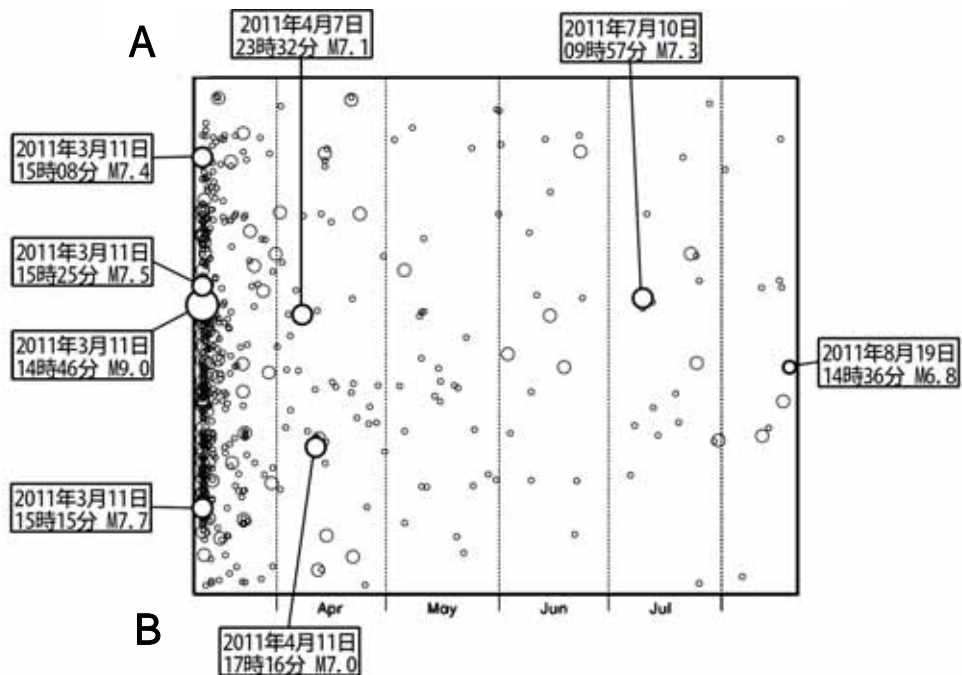 A
2011年4月7日
23時32分 M7.1
2011年7月10日
09時57分 M7.3
2011年3月11日
15時08分 M7.4
2011年3月11日
15時25分 M7.5
2011年3月11日
14時46分 M9.0
2011年8月19日
14時36分 M6.8
2011年3月11日
15時15分 M7.7
Apr May Jun Jul
B
2011年4月11日
17時16分 M7.0